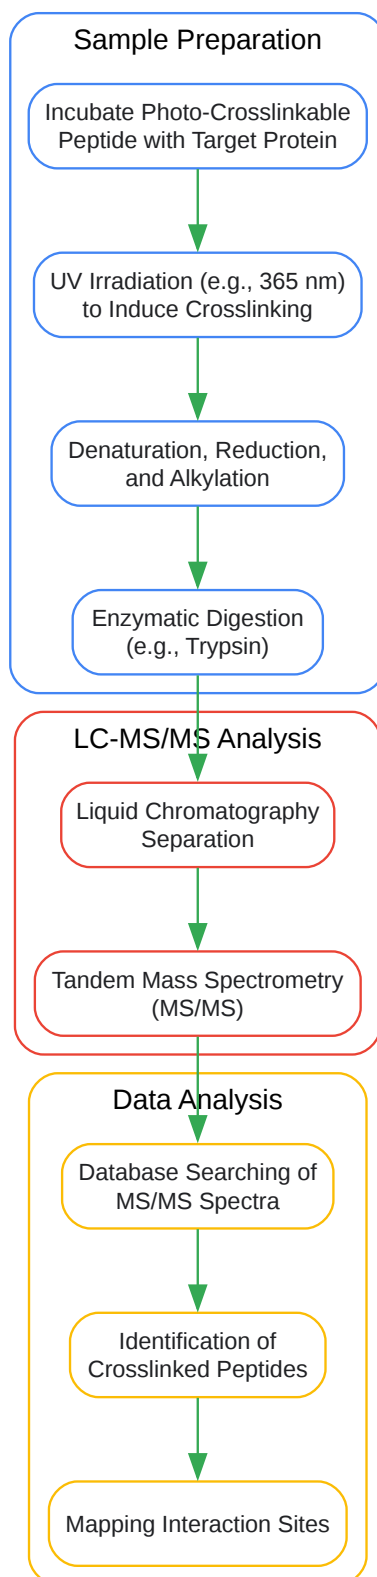 Sample Preparation
Incubate Photo-Crosslinkable
Peptide with Target Protein
UV Irradiation (e.g., 365 nm)
to Induce Crosslinking
Denaturation, Reduction,
and Alkylation
Enzymatic Digestion
(e.g., Trypsin)
LC-MS/MS Analysis
Liquid Chromatography
Separation
Tandem Mass Spectrometry
(MS/MS)
Data Analysis
Database Searching of
MS/MS Spectra
Identification of
Crosslinked Peptides
Mapping Interaction Sites